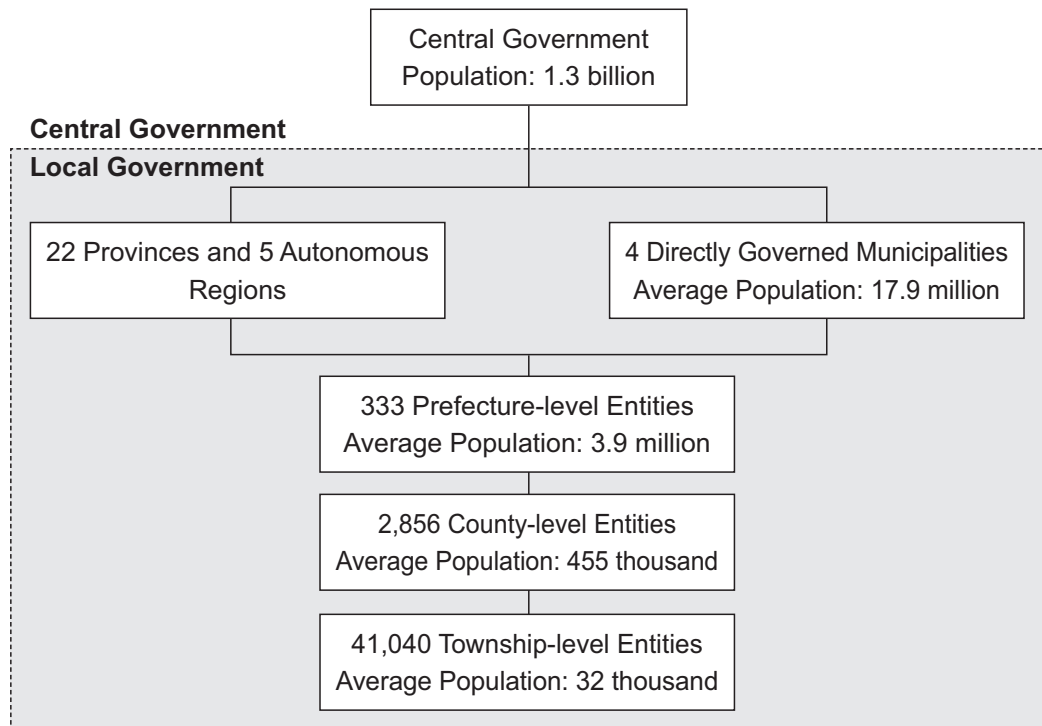 Central Government
Population: 1.3 billion
Central Government
Local Government
22 Provinces and 5 Autonomous
Regions
4 Directly Governed Municipalities
Average Population: 17.9 million
333 Prefecture-level Entities
Average Population: 3.9 million
2,856 County-level Entities
Average Population: 455 thousand
41,040 Township-level Entities
Average Population: 32 thousand